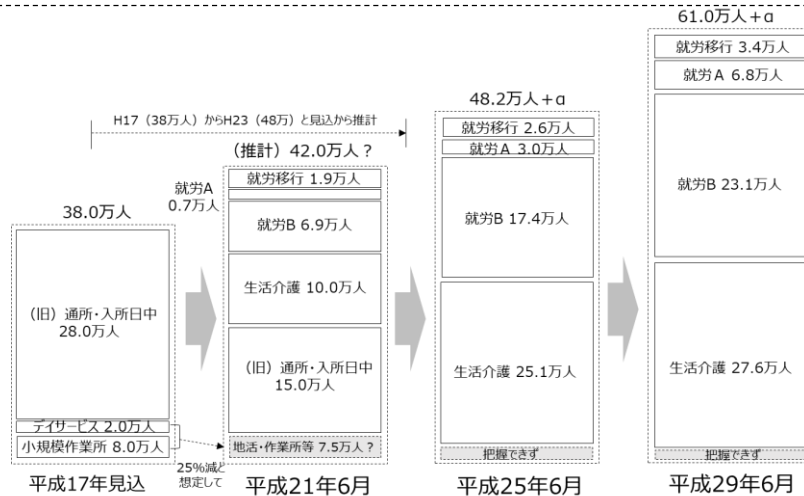 H17（38万人）からH23（48万）と見込から推計
38.0万人
（旧）通所・入所日中
28.0万人
デイサービス 2.0万人
小規模作業所 8.0万人
平成17年見込
25%減と
想定して
（推計）42.0万人？
就労A
0.7万人
就労移行 1.9万人
就労B 6.9万人
生活介護 10.0万人
（旧）通所・入所日中
15.0万人
地活・作業所等 7.5万人？
平成21年6月
48.2万人＋α
就労移行 2.6万人
就労A 3.0万人
就労B 17.4万人
生活介護 25.1万人
把握できず
平成25年6月
61.0万人＋α
就労移行 3.4万人
就労A 6.8万人
就労B 23.1万人
生活介護 27.6万人
把握できず
平成29年6月